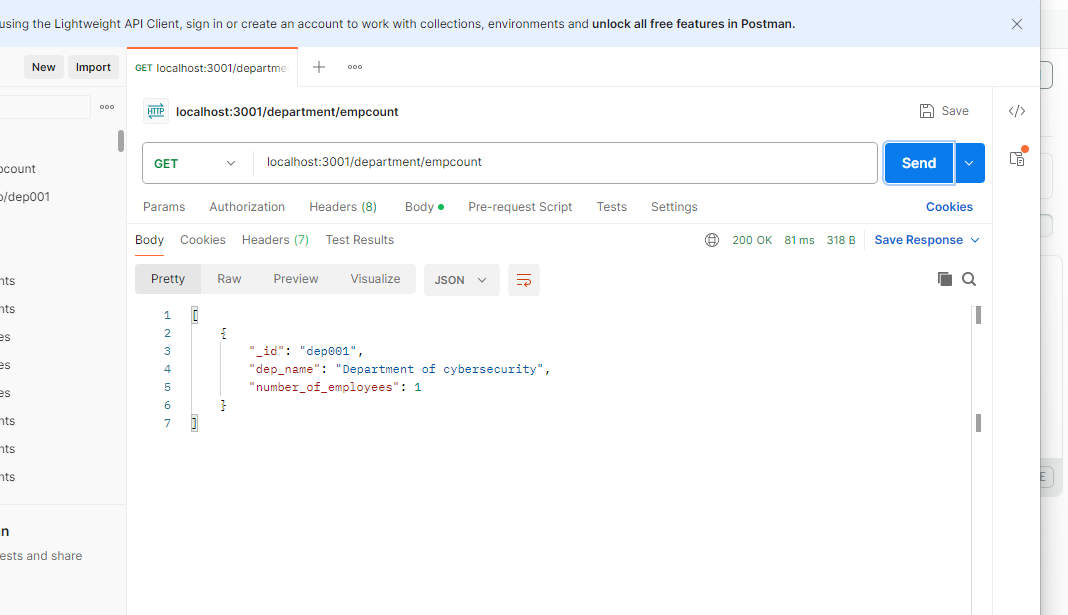 using the Lightweight API Client, sign in or create an account to work with collections, environments and unlock all free features in Postman.
New Import
GET localhost:3001/departme
HTTP localhost:3001/department/empcount
Save
GET localhost:3001/department/empcount
Send
Params Authorization Headers (8) Body Pre-request Script Tests Settings Cookies
Body Cookies Headers (7) Test Results 200 OK 81 ms 318 B Save Response
Pretty Raw Preview Visualize JSON
1 [
2 {
3 "_id": "dep001",
4 "dep_name": "Department of cybersecurity",
5 "number_of_employees": 1
6 }
7 ]
ocount
o/dep001
nts
nts
es
es
es
nts
nts
nts
n
ests and share
E